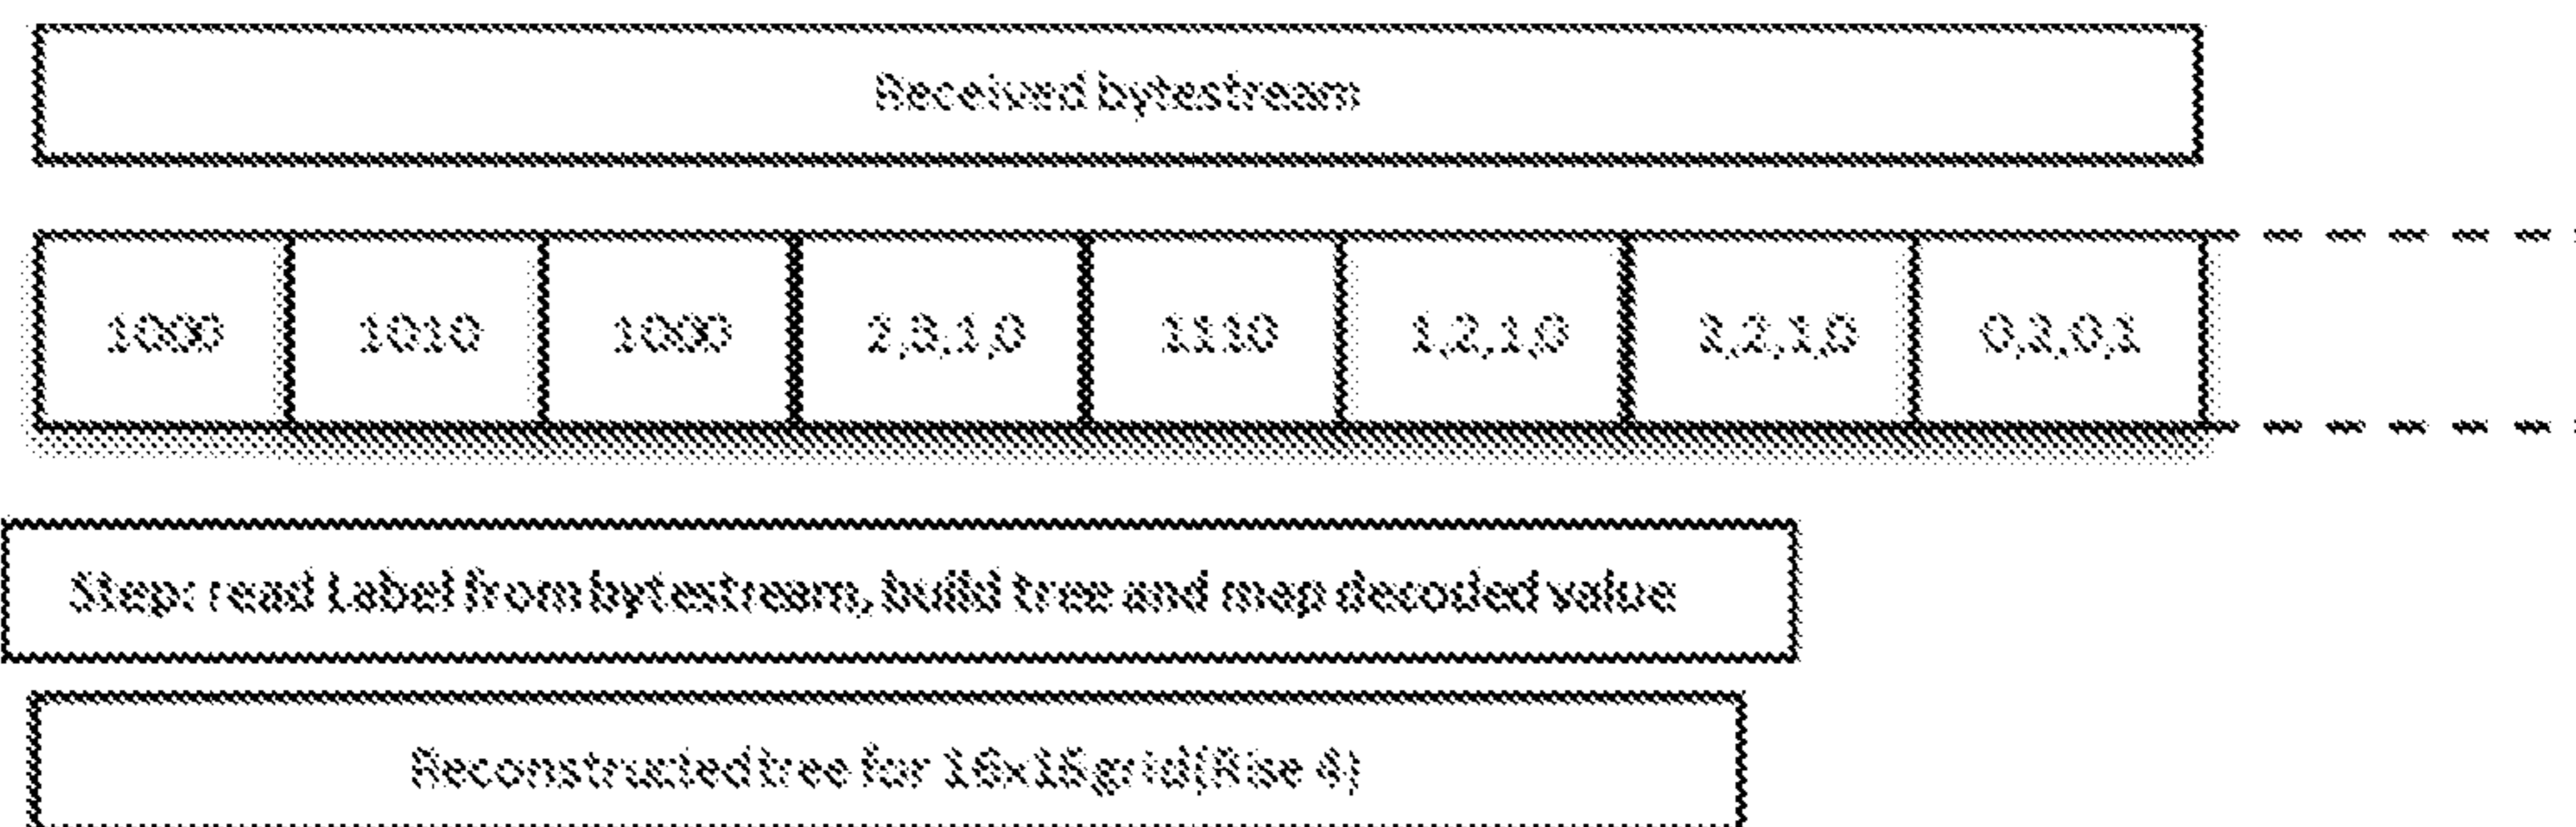 Received bytestream
1000 1010 1000 2,3,1,0 1110 1,2,1,0 1,2,1,0 0,1,0,1
Step: read Label from bytestream, build tree and map decoded value
Reconstructed tree for 16x16 grid(Rise 4)